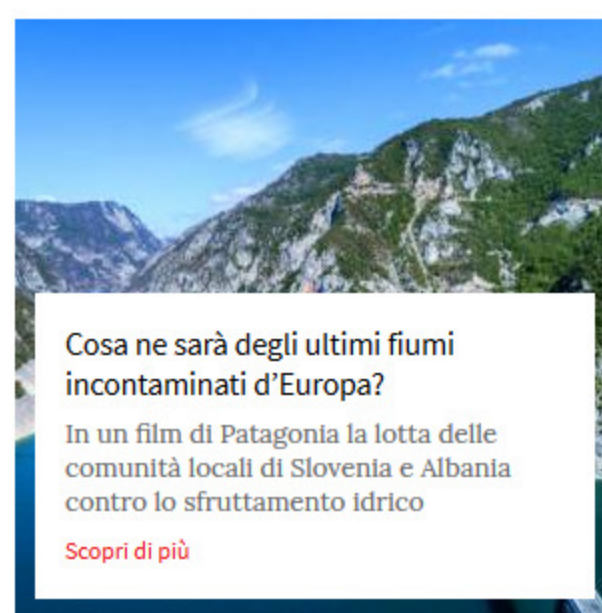 Cosa ne sarà degli ultimi fiumi
incontaminati d’Europa?
In un film di Patagonia la lotta delle
comunità locali di Slovenia e Albania
contro lo sfruttamento idrico
Scopri di più